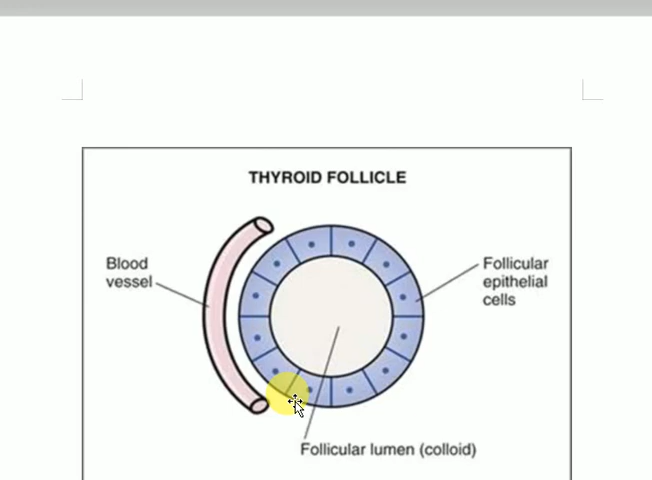 THYROID FOLLICLE
Blood
vessel
Follicular
epithelial
cells
Follicular lumen (colloid)